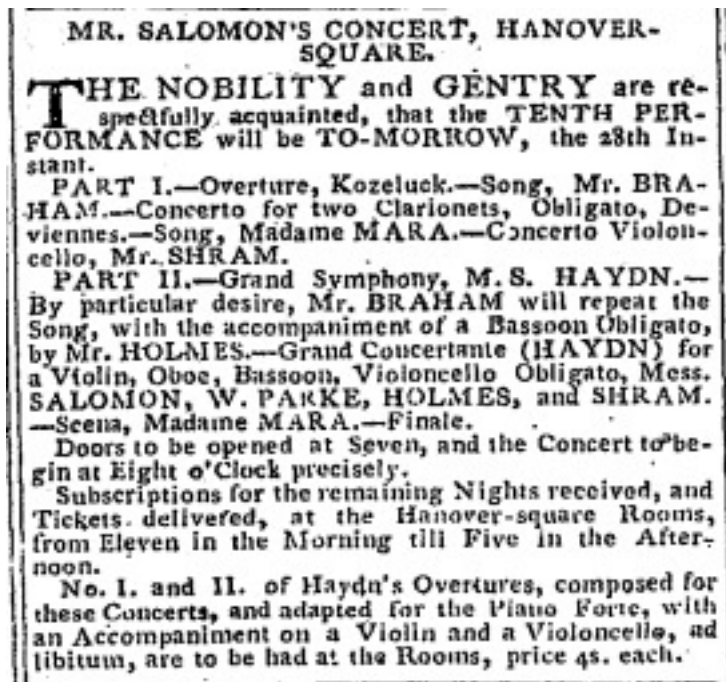 MR. SALOMON'S CONCERT, HANOVER-
SQUARE.
THE NOBILITY and GENTRY are re-
spectfully acquainted, that the TENTH PER-
FORMANCE will be TO-MORROW, the 28th In-
stant.
PART I.—Overture, Kozeluck.—Song, Mr. BRA-
HAM.—Concerto for two Clarionets, Obligato, De-
viennes.—Song, Madame MARA.—Concerto Violon-
cello, Mr. SHRAM.
PART II.—Grand Symphony, M.S. HAYDN.—
By particular desire, Mr. BRAHAM will repeat the
Song, with the accompaniment of a Bassoon Obligato,
by Mr. HOLMES.—Grand Concertante (HAYDN) for
a Violin, Oboe, Bassoon, Violoncello Obligato, Mess.
SALOMON, W. PARKE, HOLMES, and SHRAM.
—Scena, Madame MARA.—Finale.
Doors to be opened at Seven, and the Concert to be-
gin at Eight o'Clock precisely.
Subscriptions for the remaining Nights received, and
Tickets delivered, at the Hanover-square Rooms,
from Eleven in the Morning till Five in the After-
noon.
No. I. and II. of Haydn's Overtures, composed for
these Concerts, and adapted for the Piano Forte, with
an Accompaniment on a Violin and a Violoncello, ad
libitum, are to be had at the Rooms, price 4s. each.